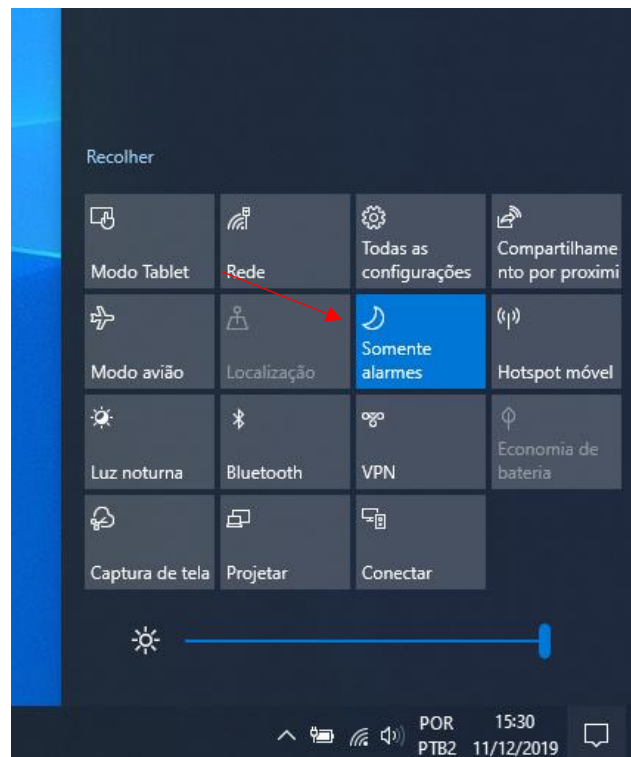 Recolher
Modo Tablet
Rede
Todas as
configurações
Compartilhame
nto por proximi
Modo avião
Localização
Somente
alarmes
Hotspot móvel
Luz noturna
Bluetooth
VPN
Economia de
bateria
Captura de tela
Projetar
Conectar
POR
PTB2
15:30
11/12/2019